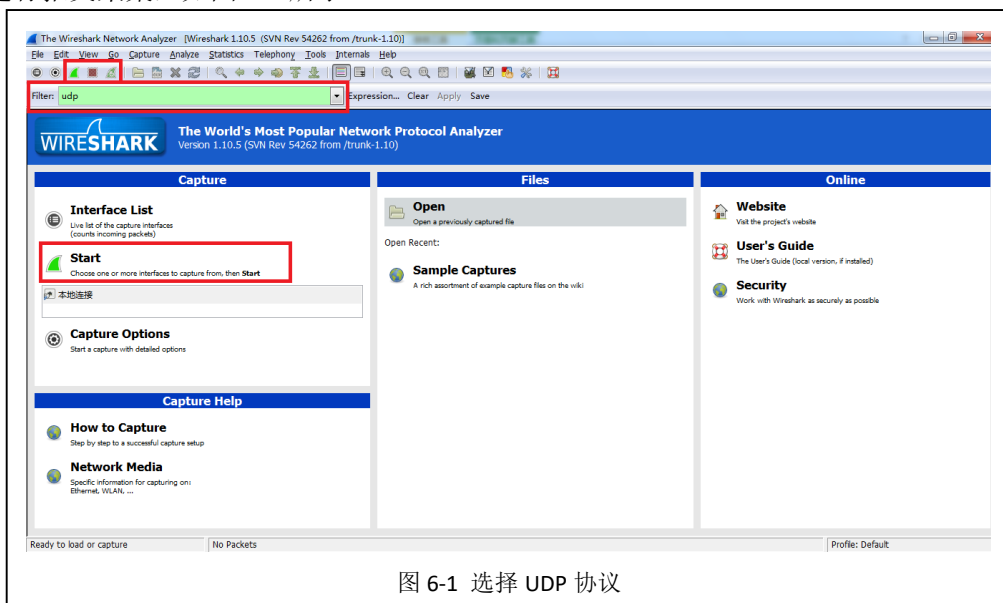 The Wireshark Network Analyzer [Wireshark 1.10.5 (SVN Rev 54262 from /trunk-1.10)]
File Edit View Go Capture Analyze Statistics Telephony Tools Internals Help
Filter: udp Expression... Clear Apply Save
WIRESHARK
The World's Most Popular Network Protocol Analyzer
Version 1.10.5 (SVN Rev 54262 from /trunk-1.10)
Capture
Interface List
Live list of the capture interfaces
(counts incoming packets)
Start
Choose one or more interfaces to capture from, then Start
本地连接
Capture Options
Start a capture with detailed options
Capture Help
How to Capture
Step by step to a successful capture setup
Network Media
Specific information for capturing on:
Ethernet, WLAN, ...
Files
Open
Open a previously captured file
Open Recent:
Sample Captures
A rich assortment of example capture files on the wiki
Online
Website
Visit the project's website
User's Guide
The User's Guide (local version, if installed)
Security
Work with Wireshark as securely as possible
Ready to load or capture No Packets Profile: Default
图 6-1 选择 UDP 协议